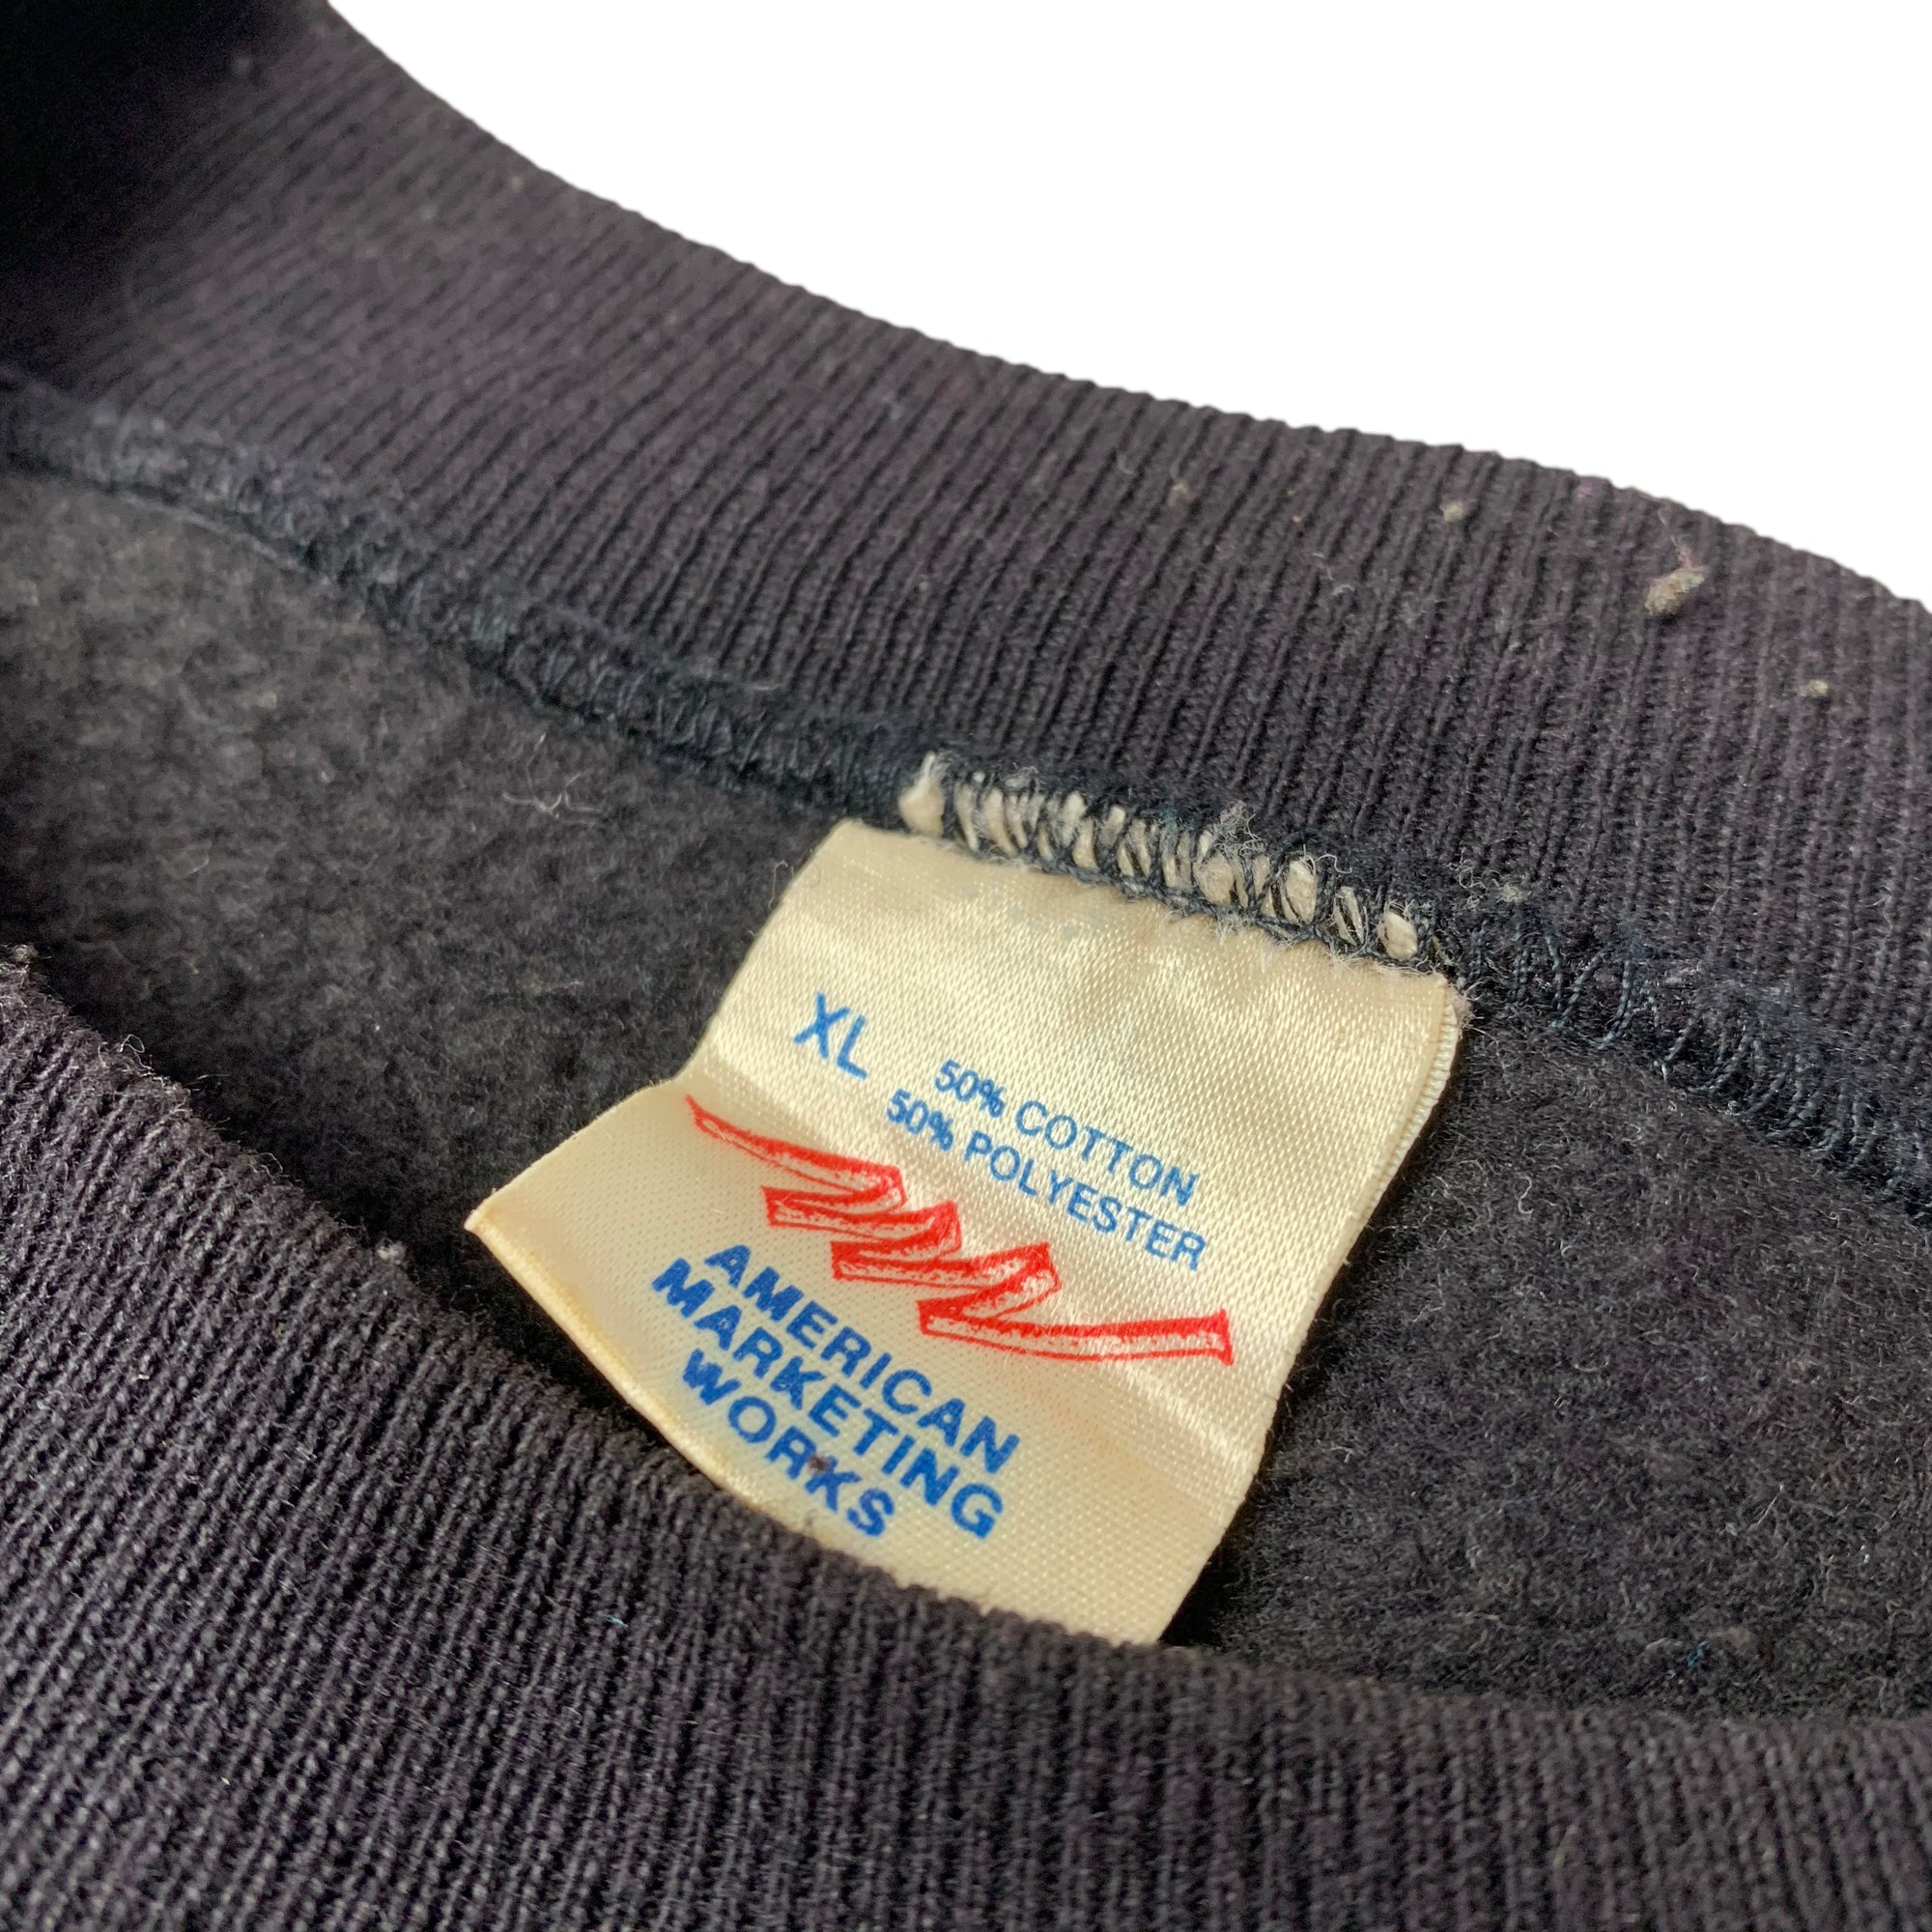 XL
50% COTTON
50% POLYESTER
AMERICAN
MARKETING
WORKS